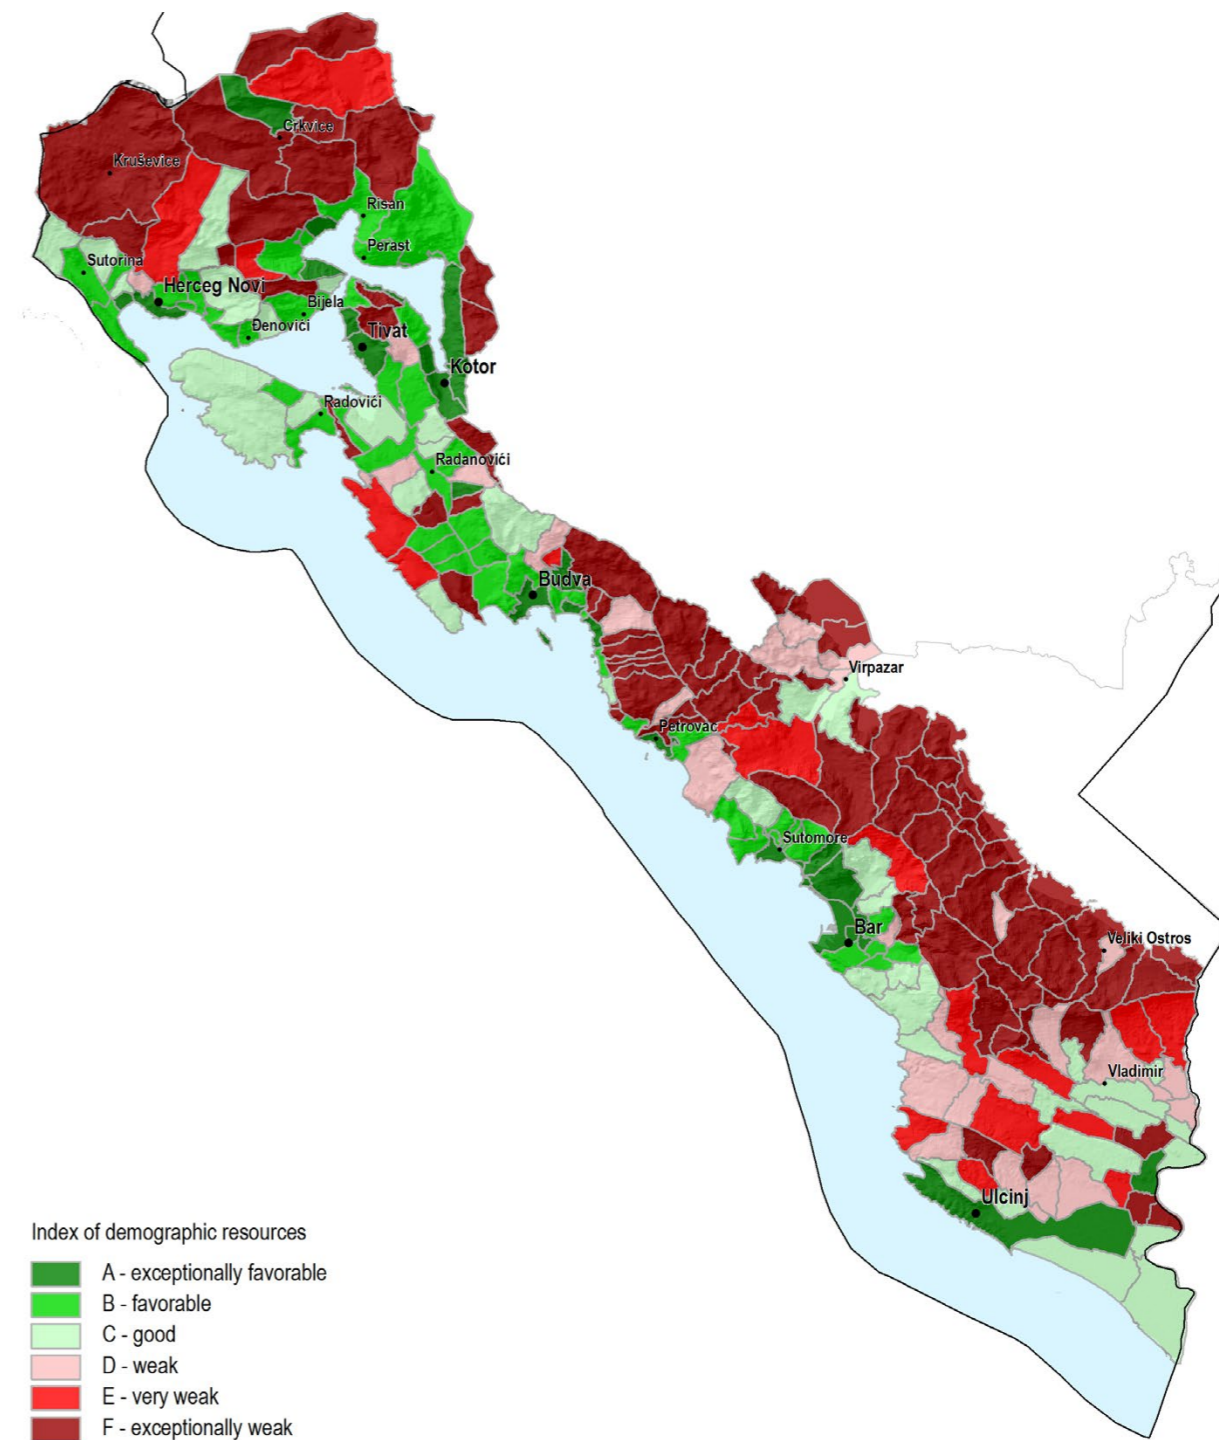 Crkvice
Kruševice
Risan
Perast
Sutorina
Herceg Novi
Bijela
Đenovići
Tivat
Kotor
Radovići
Radanovići
Budva
Virpazar
Petrovac
Sutomore
Bar
Veliki Ostros
Vladimir
Ulcinj
Index of demographic resources
A - exceptionally favorable
B - favorable
C - good
D - weak
E - very weak
F - exceptionally weak